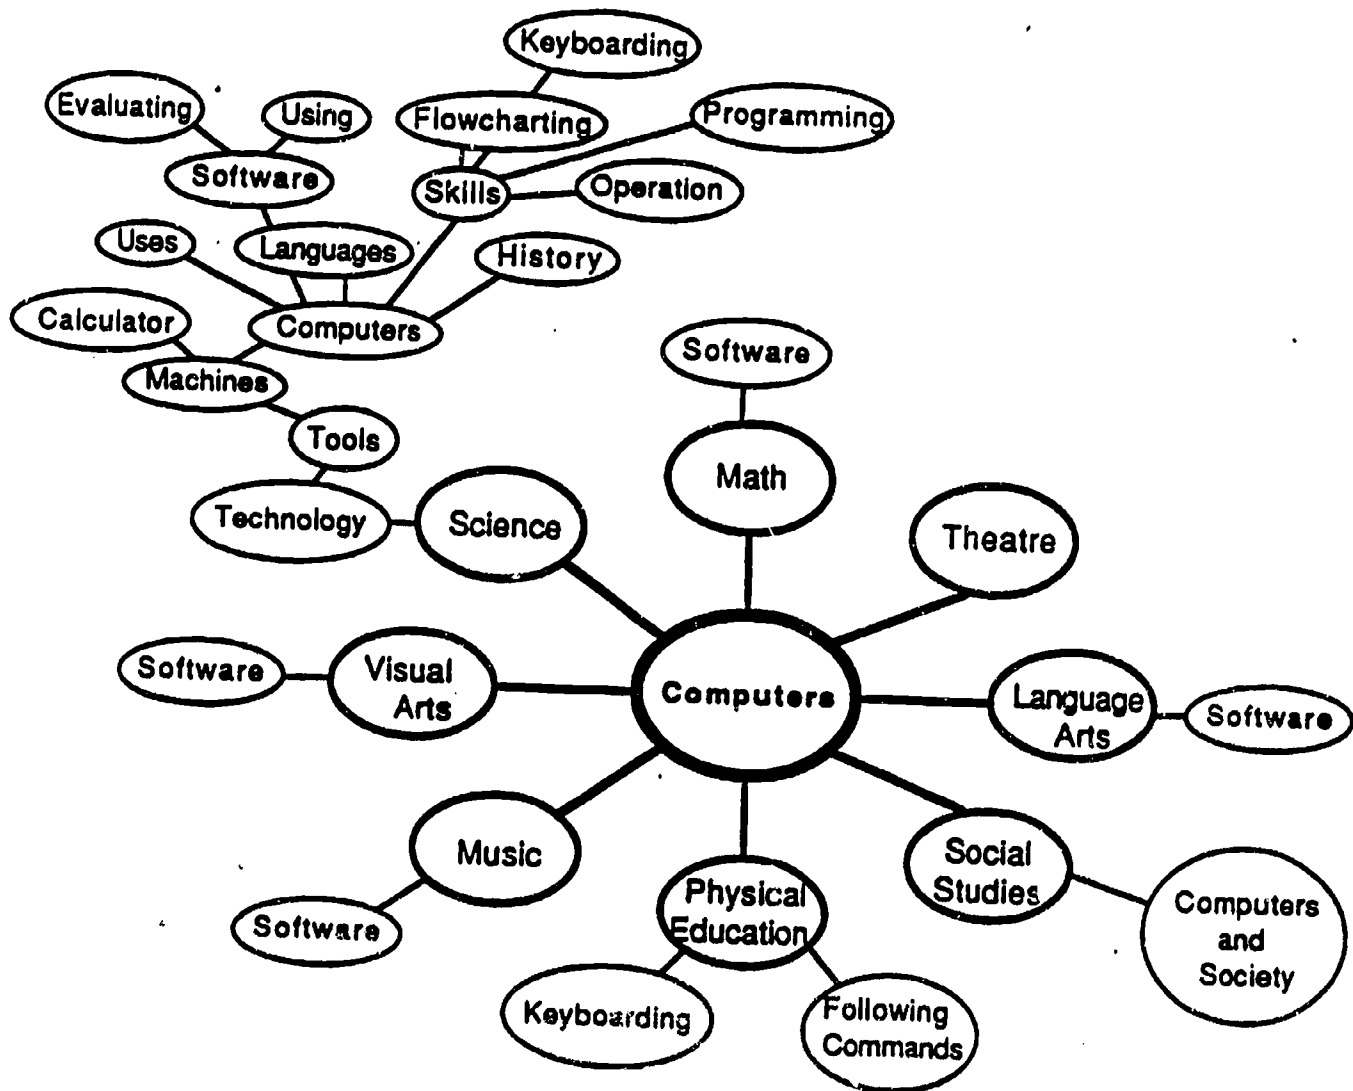 Keyboarding
Evaluating
Using
Flowcharting
Programming
Software
Skills
Operation
Uses
Languages
History
Calculator
Computers
Machines
Software
Tools
Math
Technology
Science
Theatre
Software
Visual
Arts
Computers
Language
Arts
Software
Music
Social
Studies
Physical
Education
Software
Computers
and
Society
Keyboarding
Following
Commands